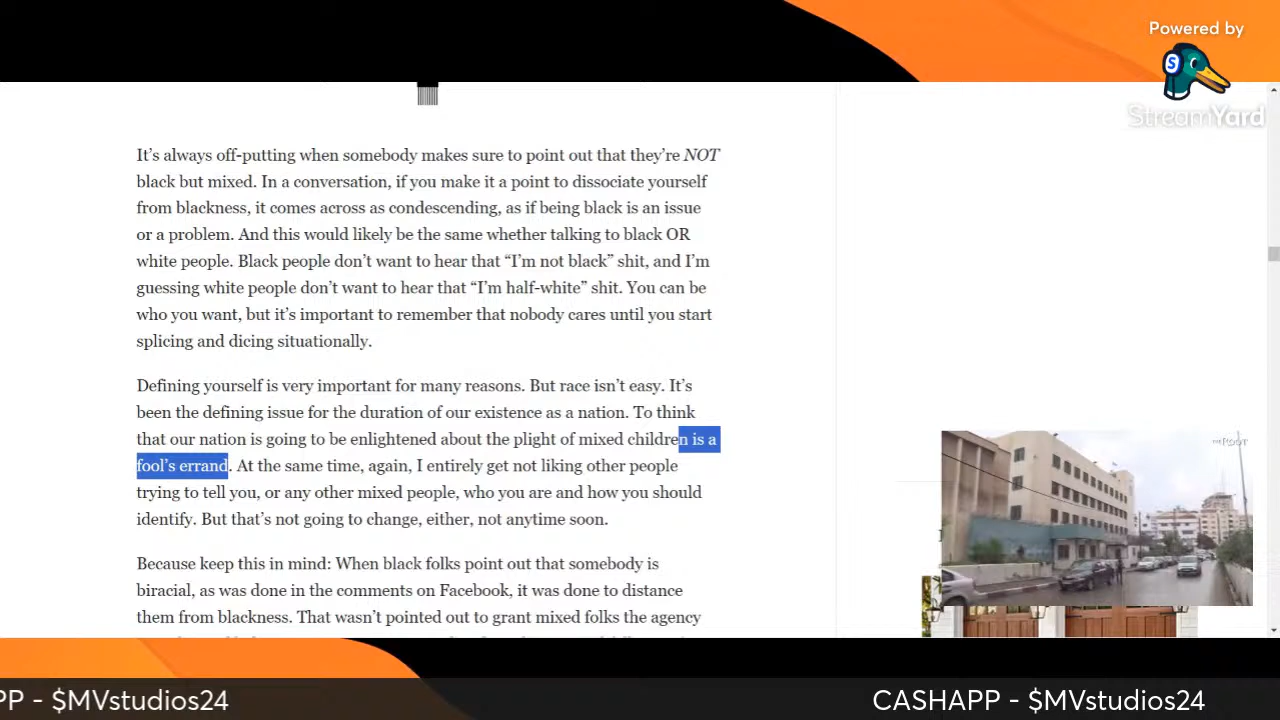 Powered by
StreamYard
It's always off-putting when somebody makes sure to point out that they're NOT
black but mixed. In a conversation, if you make it a point to dissociate yourself
from blackness, it comes across as condescending, as if being black is an issue
or a problem. And this would likely be the same whether talking to black OR
white people. Black people don't want to hear that “I'm not black” shit, and I'm
guessing white people don't want to hear that “I'm half-white” shit. You can be
who you want, but it's important to remember that nobody cares until you start
splicing and dicing situationally.
Defining yourself is very important for many reasons. But race isn't easy. It's
been the defining issue for the duration of our existence as a nation. To think
that our nation is going to be enlightened about the plight of mixed children is a
fool's errand. At the same time, again, I entirely get not liking other people
trying to tell you, or any other mixed people, who you are and how you should
identify. But that's not going to change, either, not anytime soon.
Because keep this in mind: When black folks point out that somebody is
biracial, as was done in the comments on Facebook, it was done to distance
them from blackness. That wasn't pointed out to grant mixed folks the agency
THE ROOT
PP - $MVstudios24
CASHAPP - $MVstudios24